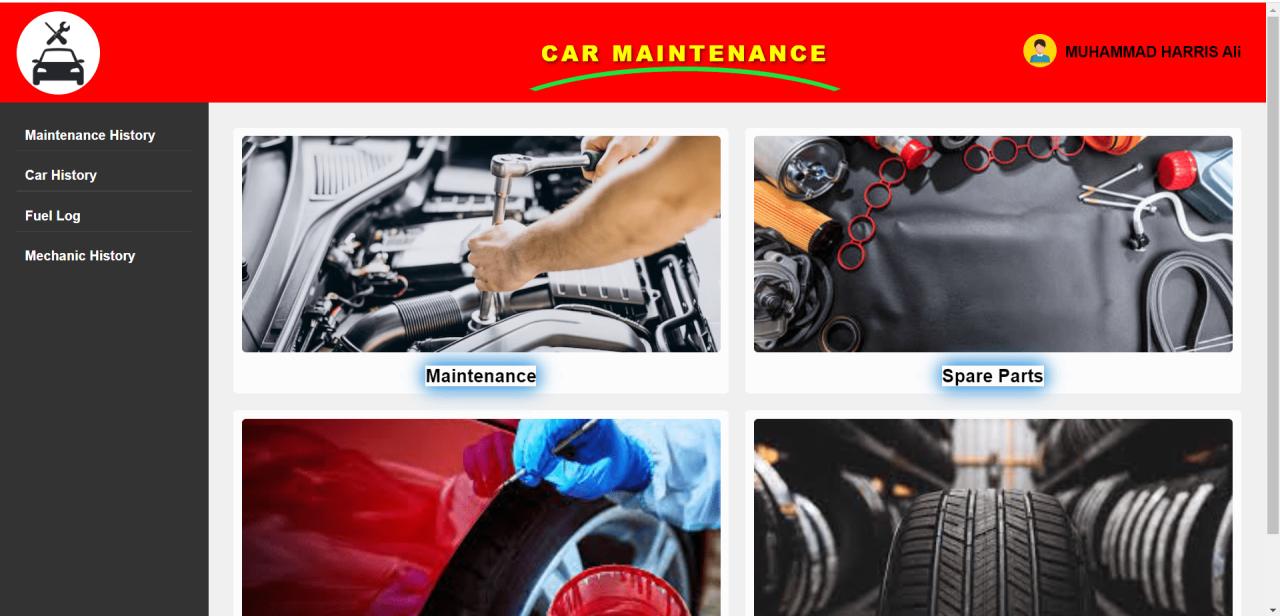 CAR MAINTENANCE
MUHAMMAD HARRIS Ali
Maintenance History
Car History
Fuel Log
Mechanic History
Maintenance
Spare Parts